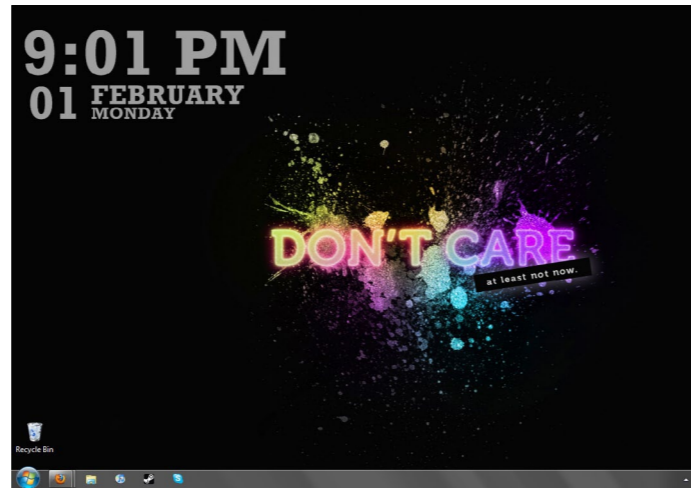 9:01 PM
01 FEBRUARY
MONDAY
DON'T CARE
at least not now.
Recycle Bin